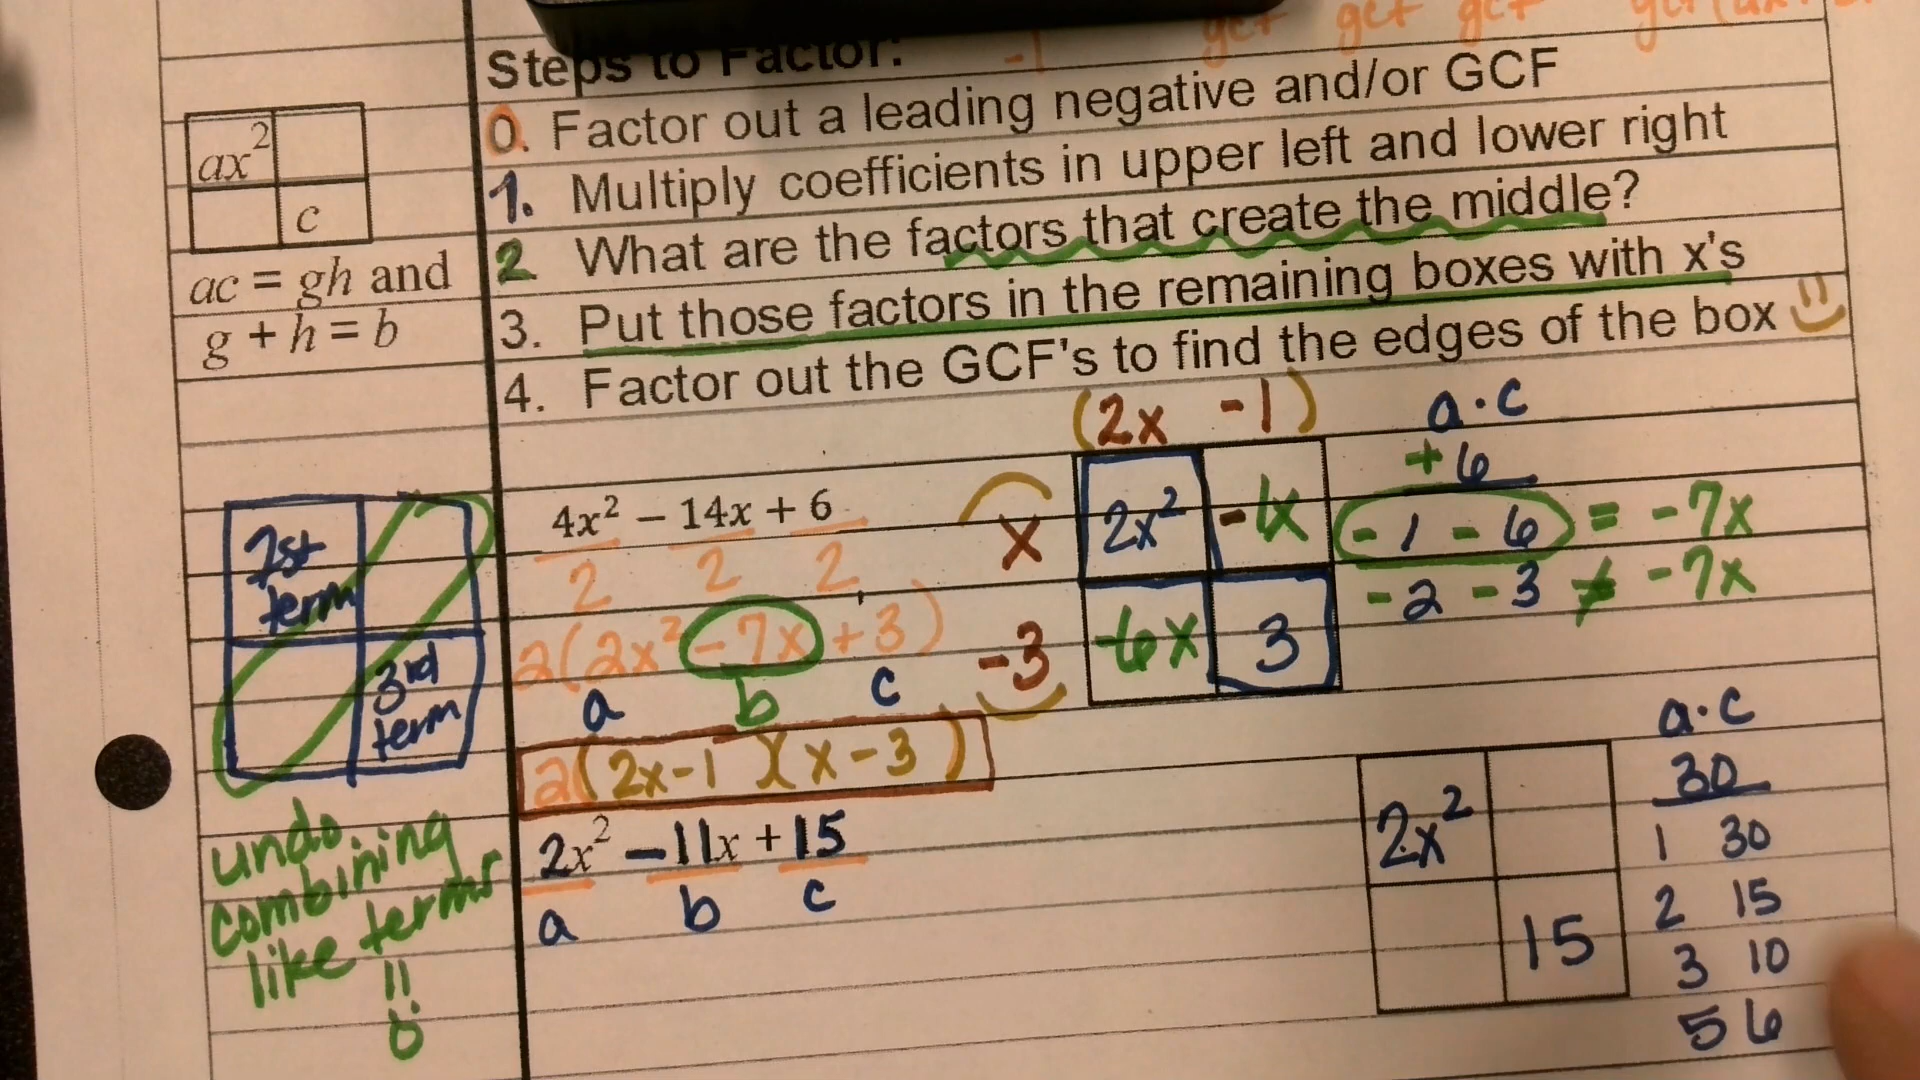 gcf gcf gcf
-1
Steps to Factor:
0. Factor out a leading negative and/or GCF
1. Multiply coefficients in upper left and lower right
2 What are the factors that create the middle?
3. Put those factors in the remaining boxes with x's
4. Factor out the GCF's to find the edges of the box
ax²
c
ac = gh and
g + h = b
1st term
3rd term
undo
combining
like terms
4x² − 14x + 6
2 2 2
2(2x² - 7x + 3)
a b c
2(2x-1)(x-3)
(2x -1)
x 2x² -1x
-3 -6x 3
a·c
+6
-1 -6 = -7x
-2 -3 ≠ -7x
2x² - 11x + 15
a b c
2x²
15
a·c
30
1 30
2 15
3 10
5 6